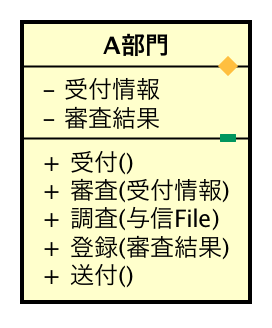 A部門
- 受付情報
- 審査結果
+ 受付()
+ 審査(受付情報)
+ 調査(与信File)
+ 登録(審査結果)
+ 送付()